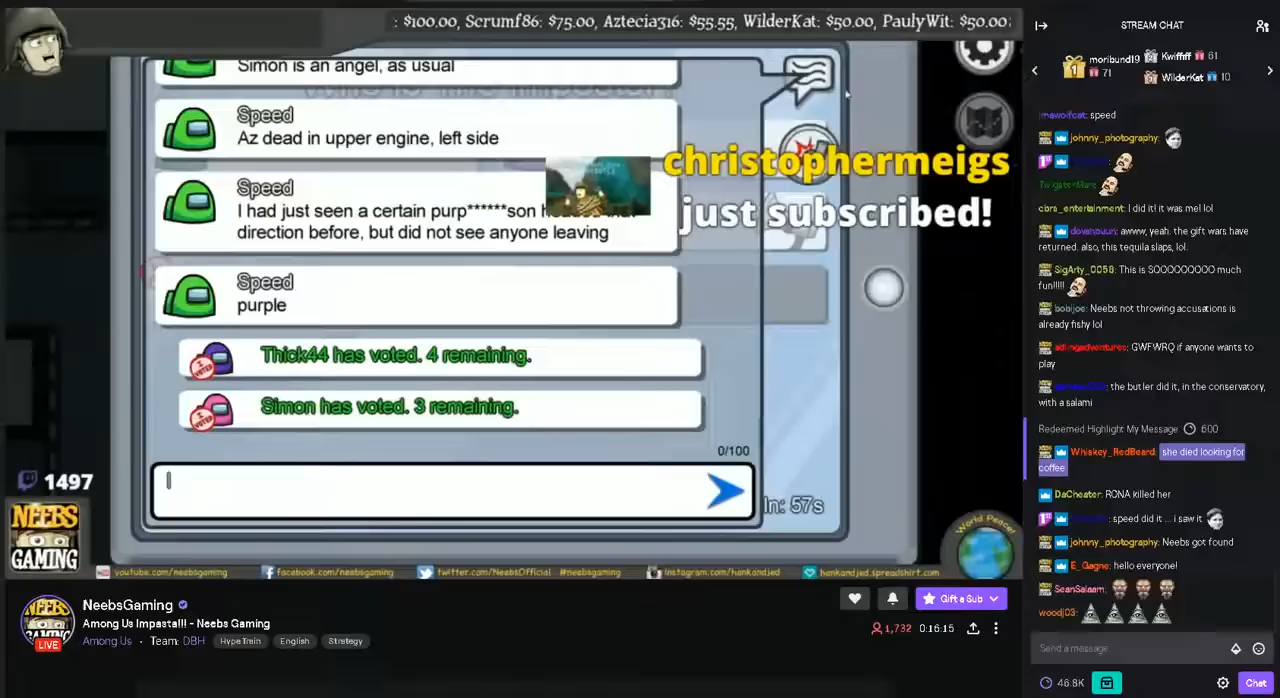 : $100.00, Scrumf86: $75.00, Aztecia316: $55.55, WilderKat: $50.00, PaulyWit: $50.00
Simon is an angel, as usual
Speed
Az dead in upper engine, left side
Speed
I had just seen a certain purp******son
direction before, but did not see anyone leaving
Speed
purple
Thick44 has voted. 4 remaining.
Simon has voted. 3 remaining.
0/100
In: 57s
christophermeigs
just subscribed!
1497
NEEBS
GAMING
World Peace!
youtube.com/neebsgaming
facebook.com/neebsgaming
twitter.com/NeebsOfficial #neebsgaming
instagram.com/hankandjed
hankandjed.spreadshirt.com
NEEBS
GAMING
LIVE
NeebsGaming
Among Us Impasta!!! - Neebs Gaming
Among Us · Team: DBH
Hype Train
English
Strategy
Gift a Sub
1,732
0:16:15
STREAM CHAT
1
moribund19
71
Kwiffiff 61
WilderKat 10
jmawolfcat: speed
johnny_photography:
cbra_entertainment: I did it! it was me! lol
dovahbuun: awww, yeah. the gift wars have
returned. also, this tequila slaps, lol.
SigArty_0058: This is SOOOOOOOOO much
fun!!!!!
bobijoe: Neebs not throwing accusations is
already fishy lol
GWFWRQ if anyone wants to
play
the butler did it, in the conservatory,
with a salami
Redeemed Highlight My Message 600
Whiskey_RedBeard: she died looking for
coffee
DaCheater: RONA killed her
speed did it ... i saw it
johnny_photography: Neebs got found
E_Gagne: hello everyone!
SeanSalaam:
woodj03:
Send a message
46.8K
Chat